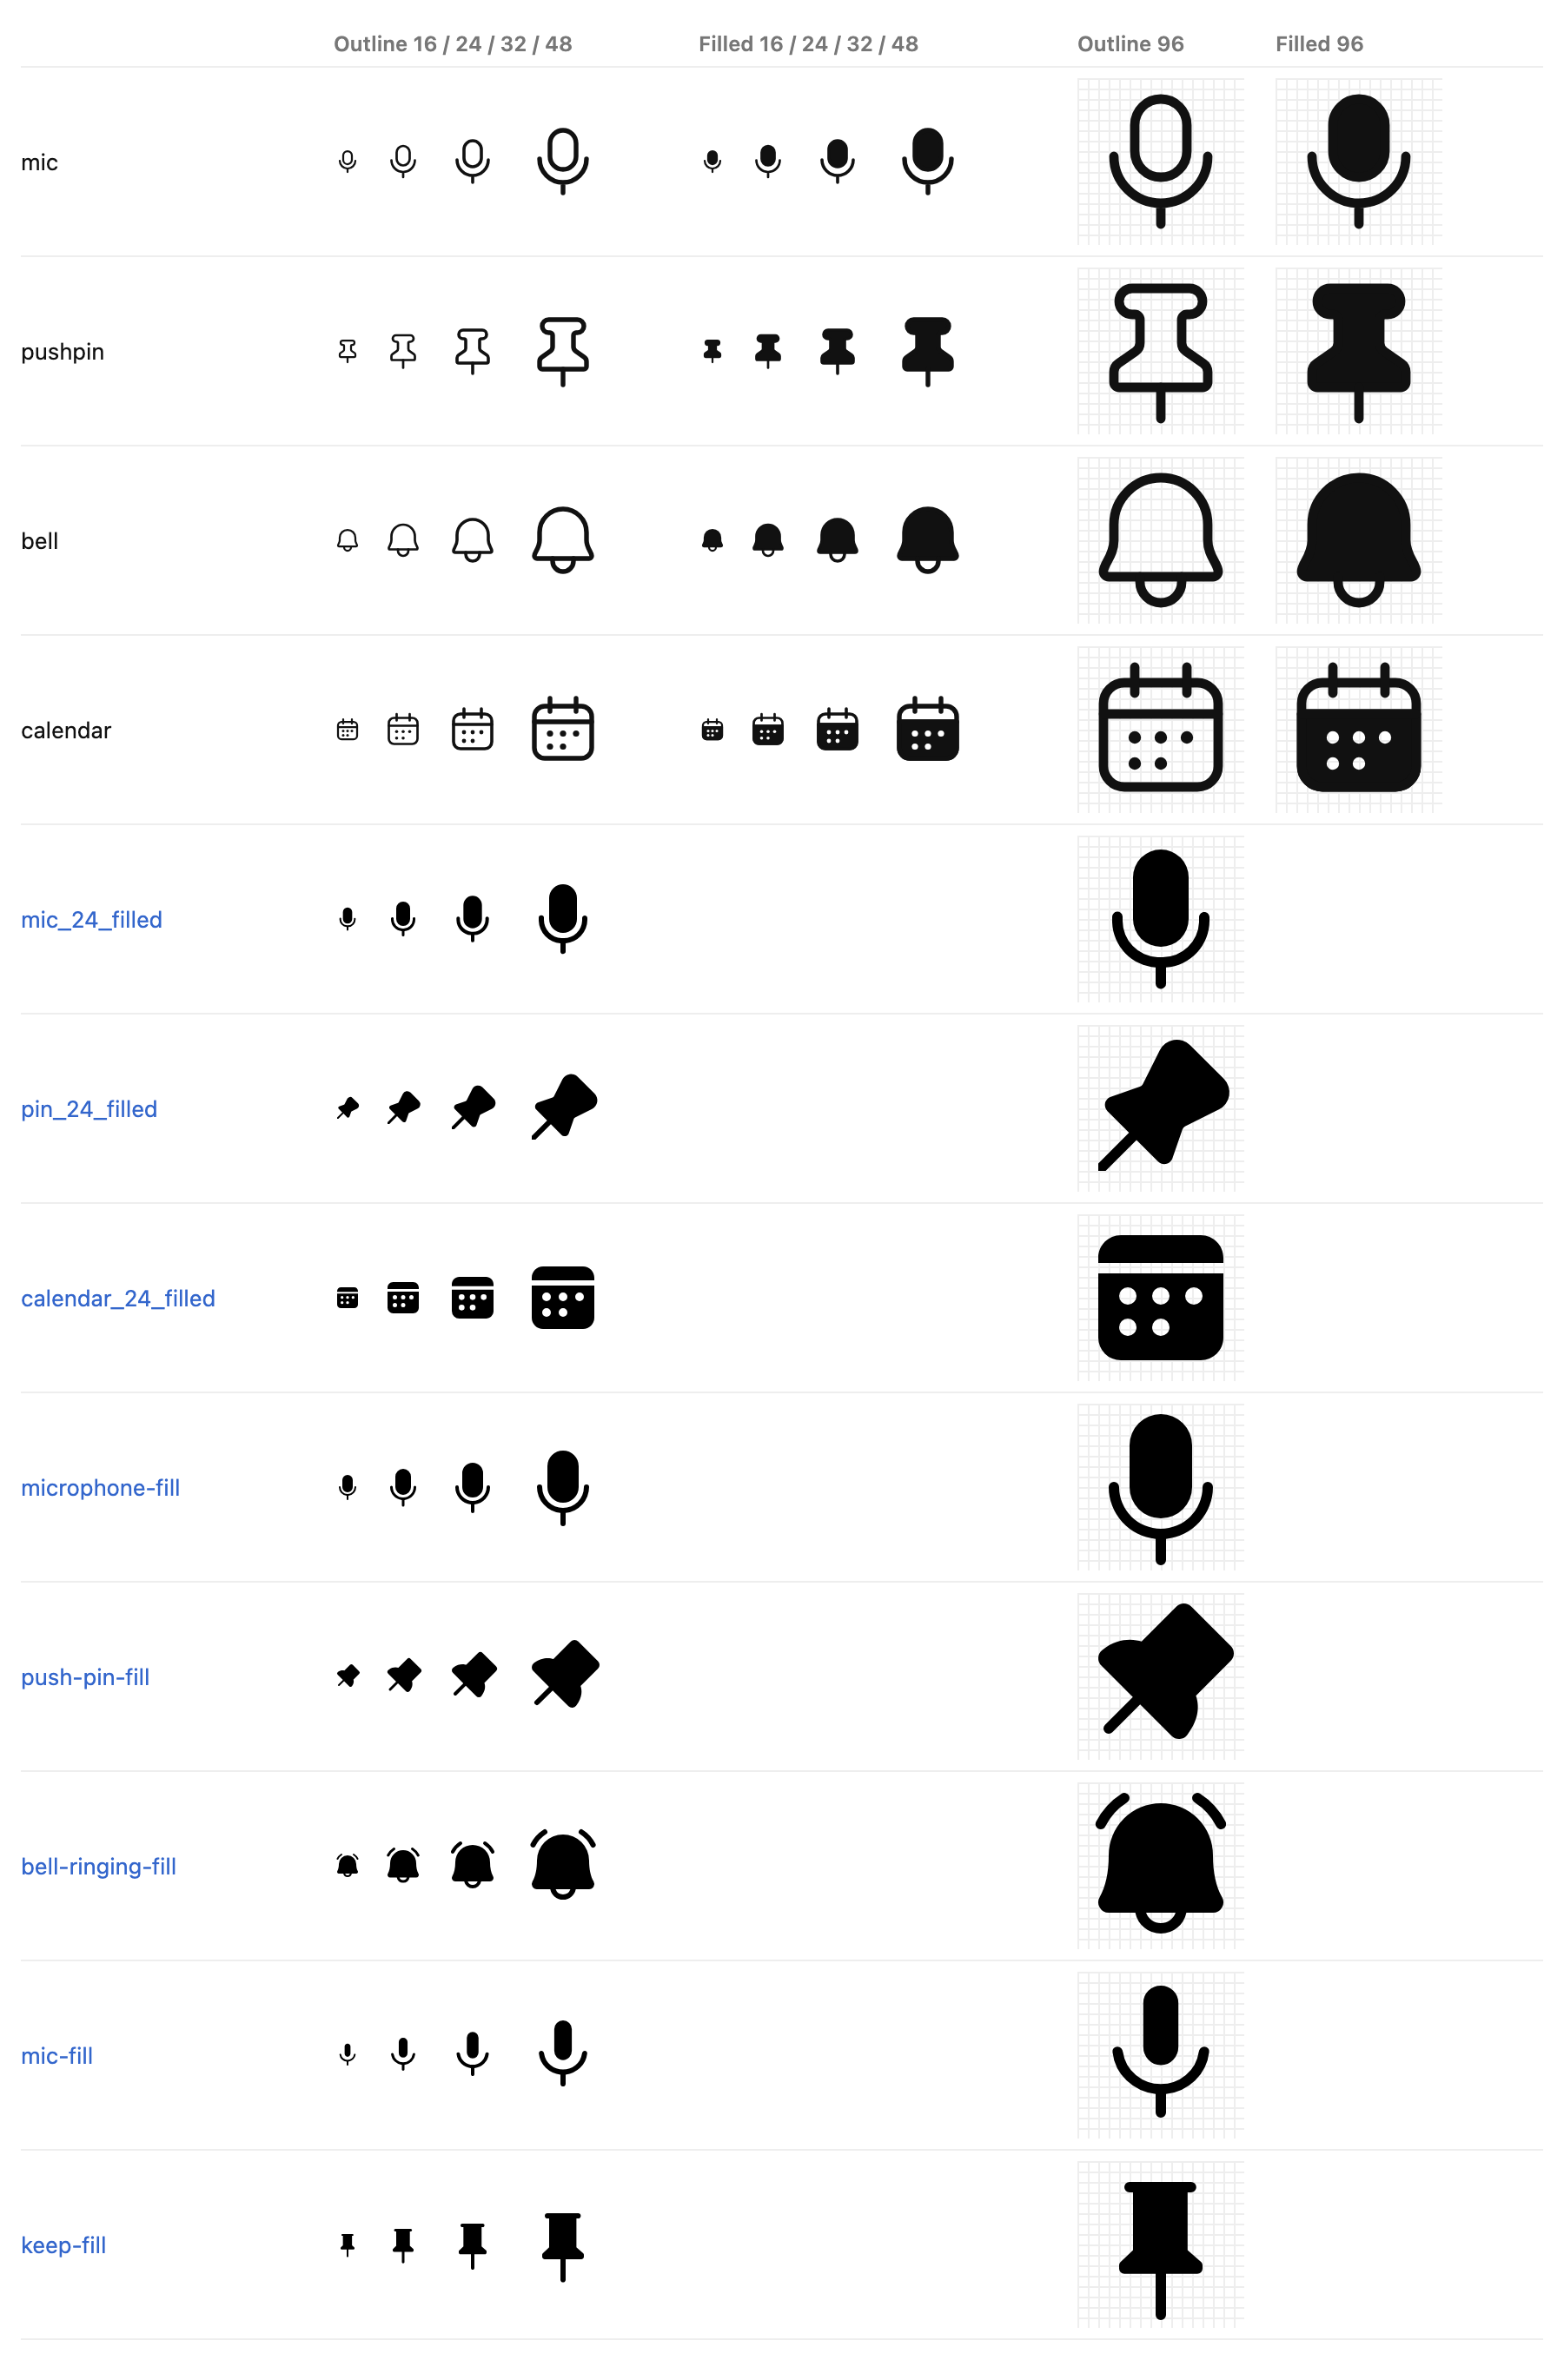 Outline 16 / 24 / 32 / 48 Filled 16 / 24 / 32 / 48 Outline 96 Filled 96
mic
pushpin
bell
calendar
mic_24_filled
pin_24_filled
calendar_24_filled
microphone-fill
push-pin-fill
bell-ringing-fill
mic-fill
keep-fill